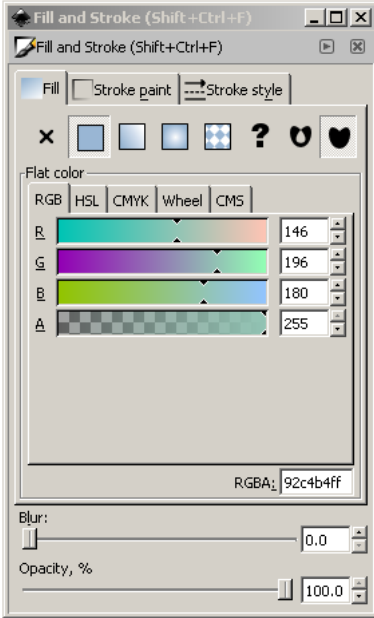 Fill and Stroke (Shift+Ctrl+F)
Fill and Stroke (Shift+Ctrl+F)
Fill Stroke paint Stroke style
?
Flat color
RGB HSL CMYK Wheel CMS
R 146
G 196
B 180
A 255
RGBA: 92c4b4ff
Blur:
0.0
Opacity, %
100.0